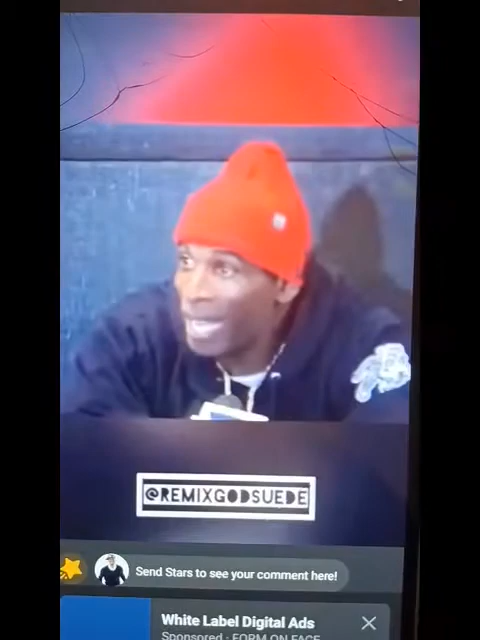 @REMIXGODSUEDE
Send Stars to see your comment here!
White Label Digital Ads
Sponsored · FORM ON FACE